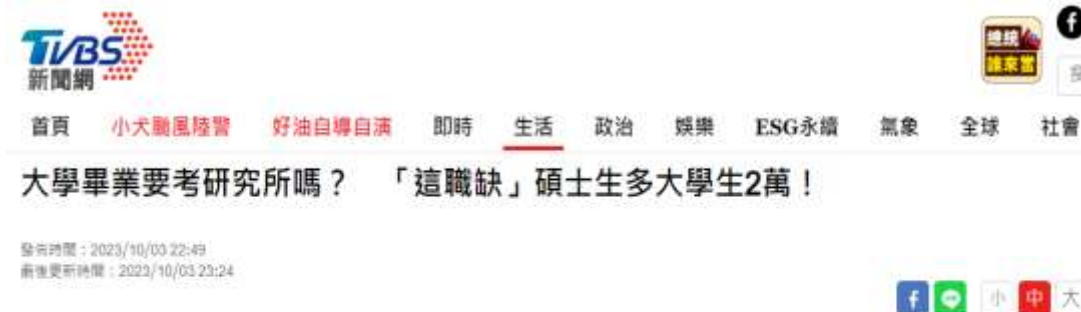 TVBS
新聞網
總統
誰來當
首頁 小犬颱風陸警 好油自導自演 即時 生活 政治 娛樂 ESG永續 氣象 全球 社會
大學畢業要考研究所嗎？ 「這職缺」碩士生多大學生2萬！
發佈時間：2023/10/03 22:49
最後更新時間：2023/10/03 23:24
小 中 大